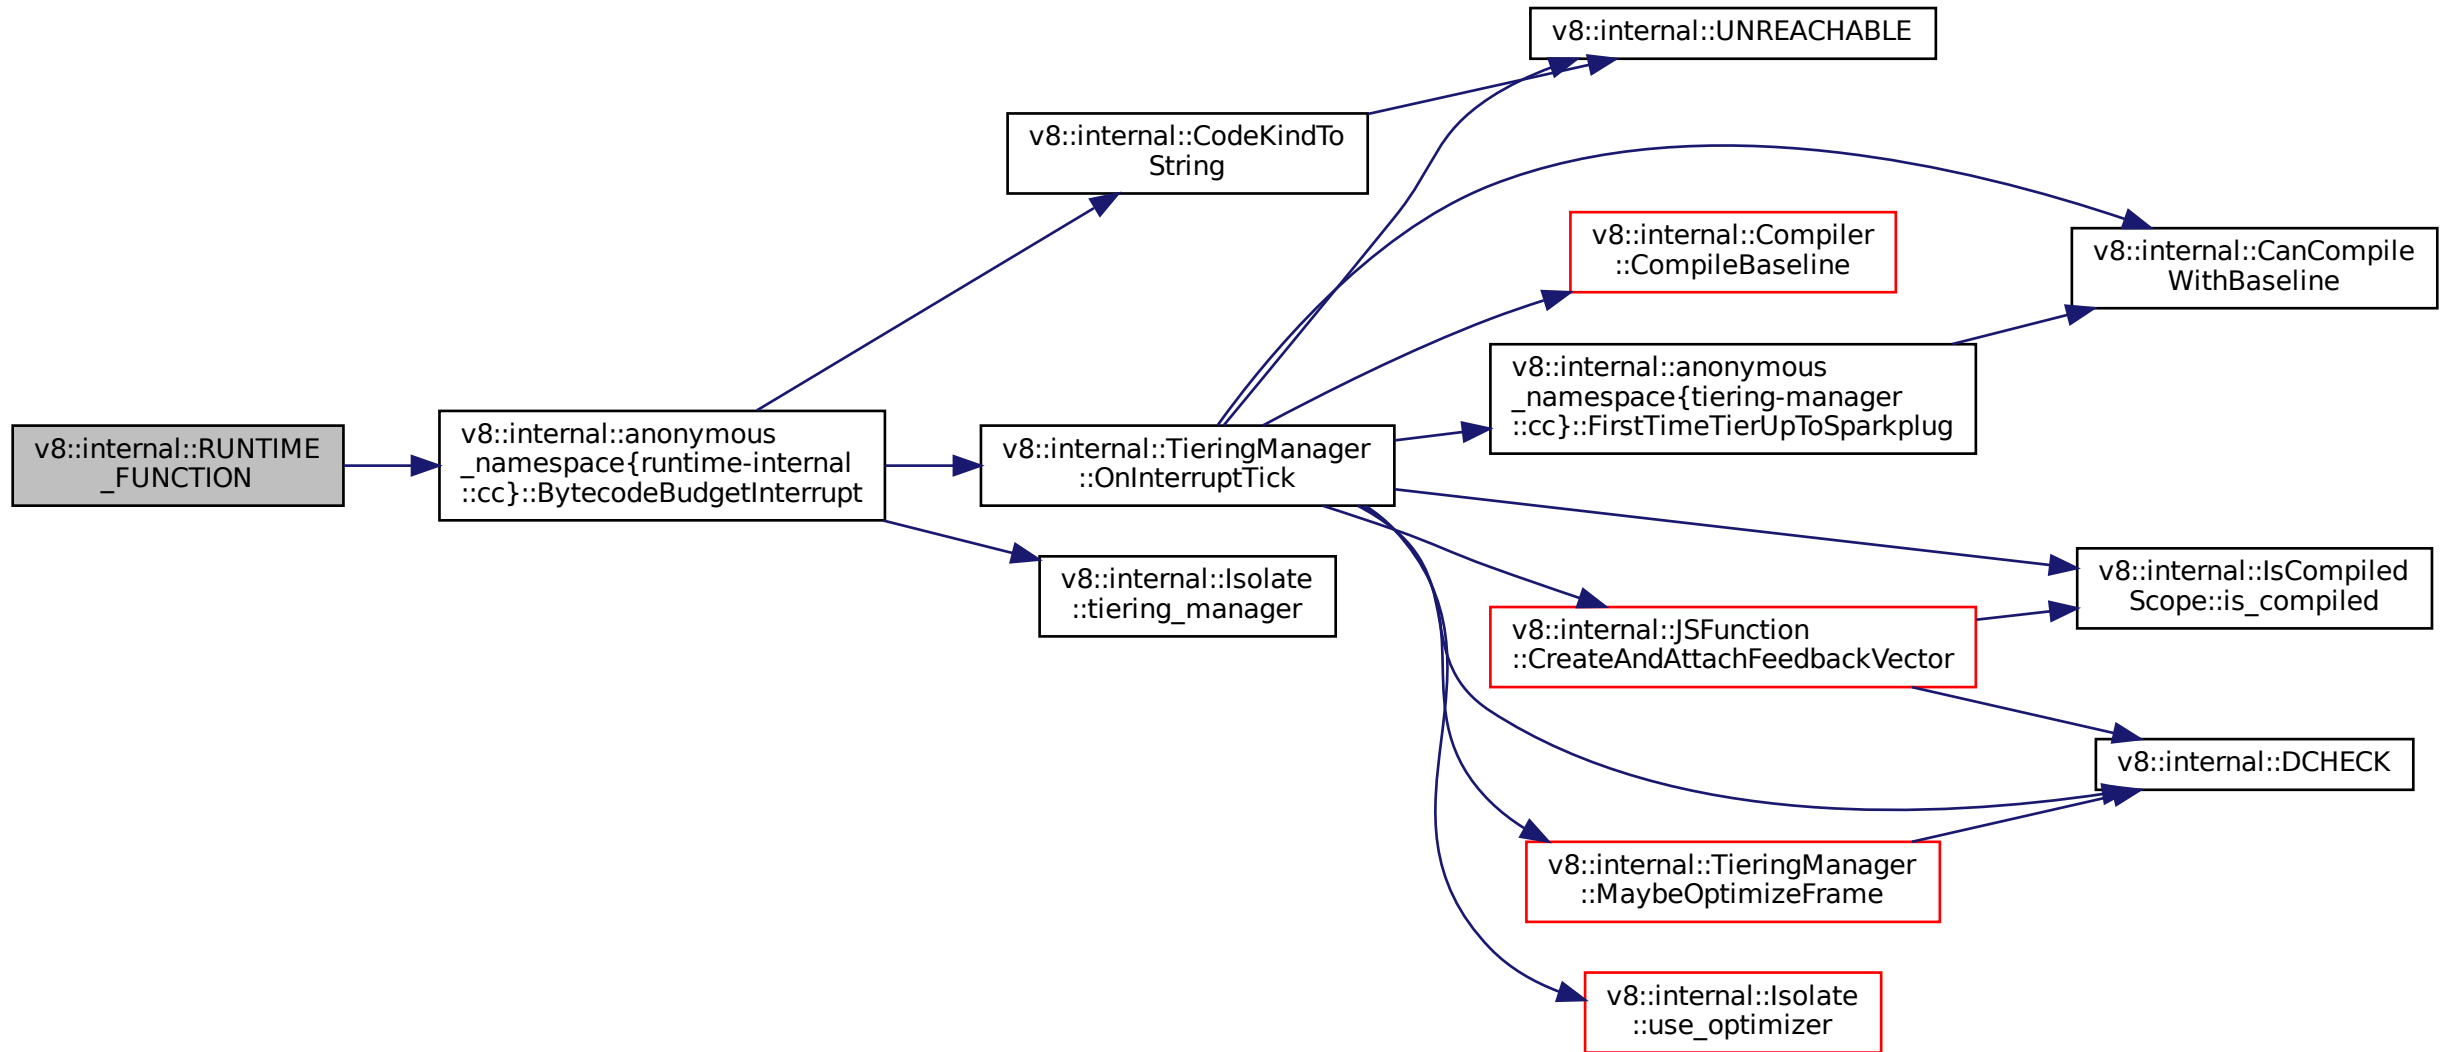 v8::internal::RUNTIME
_FUNCTION
v8::internal::anonymous
_namespace{runtime-internal
::cc}::BytecodeBudgetInterrupt
v8::internal::CodeKindTo
String
v8::internal::TieringManager
::OnInterruptTick
v8::internal::Isolate
::tiering_manager
v8::internal::UNREACHABLE
v8::internal::Compiler
::CompileBaseline
v8::internal::anonymous
_namespace{tiering-manager
::cc}::FirstTimeTierUpToSparkplug
v8::internal::JSFunction
::CreateAndAttachFeedbackVector
v8::internal::TieringManager
::MaybeOptimizeFrame
v8::internal::Isolate
::use_optimizer
v8::internal::CanCompile
WithBaseline
v8::internal::IsCompiled
Scope::is_compiled
v8::internal::DCHECK